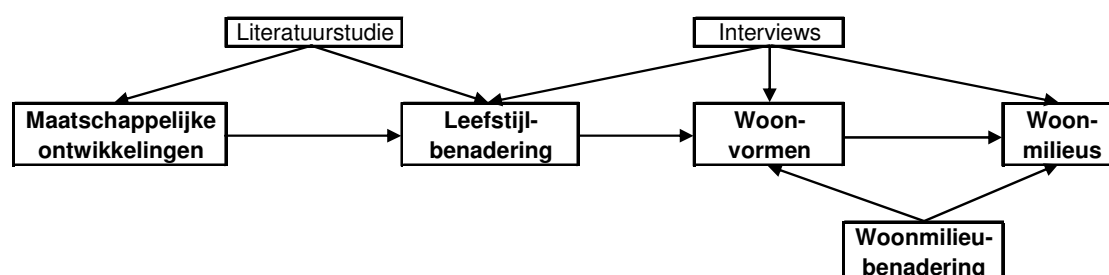 Literatuurstudie
Interviews
Maatschappelijke
ontwikkelingen
Leefstijl-
benadering
Woon-
vormen
Woon-
milieus
Woonmilieu-
benadering